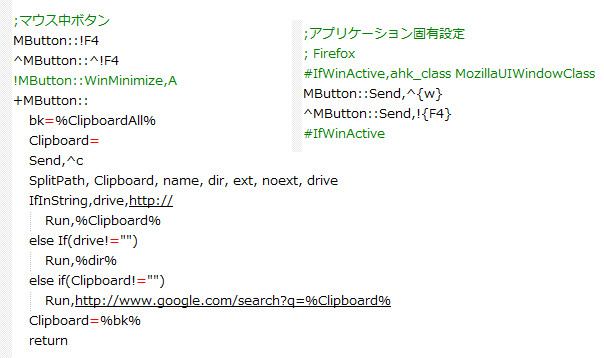 ;マウス中ボタン
MButton::!F4
^MButton::^!F4
!MButton::WinMinimize,A
+MButton::
bk=%ClipboardAll%
Clipboard=
Send,^c
SplitPath, Clipboard, name, dir, ext, noext, drive
IfInString,drive,http://
Run,%Clipboard%
else If(drive!="")
Run,%dir%
else if(Clipboard!="")
Run,http://www.google.com/search?q=%Clipboard%
Clipboard=%bk%
return
;アプリケーション固有設定
; Firefox
#IfWinActive,ahk_class MozillaUIWindowClass
MButton::Send,^{w}
^MButton::Send,!{F4}
#IfWinActive